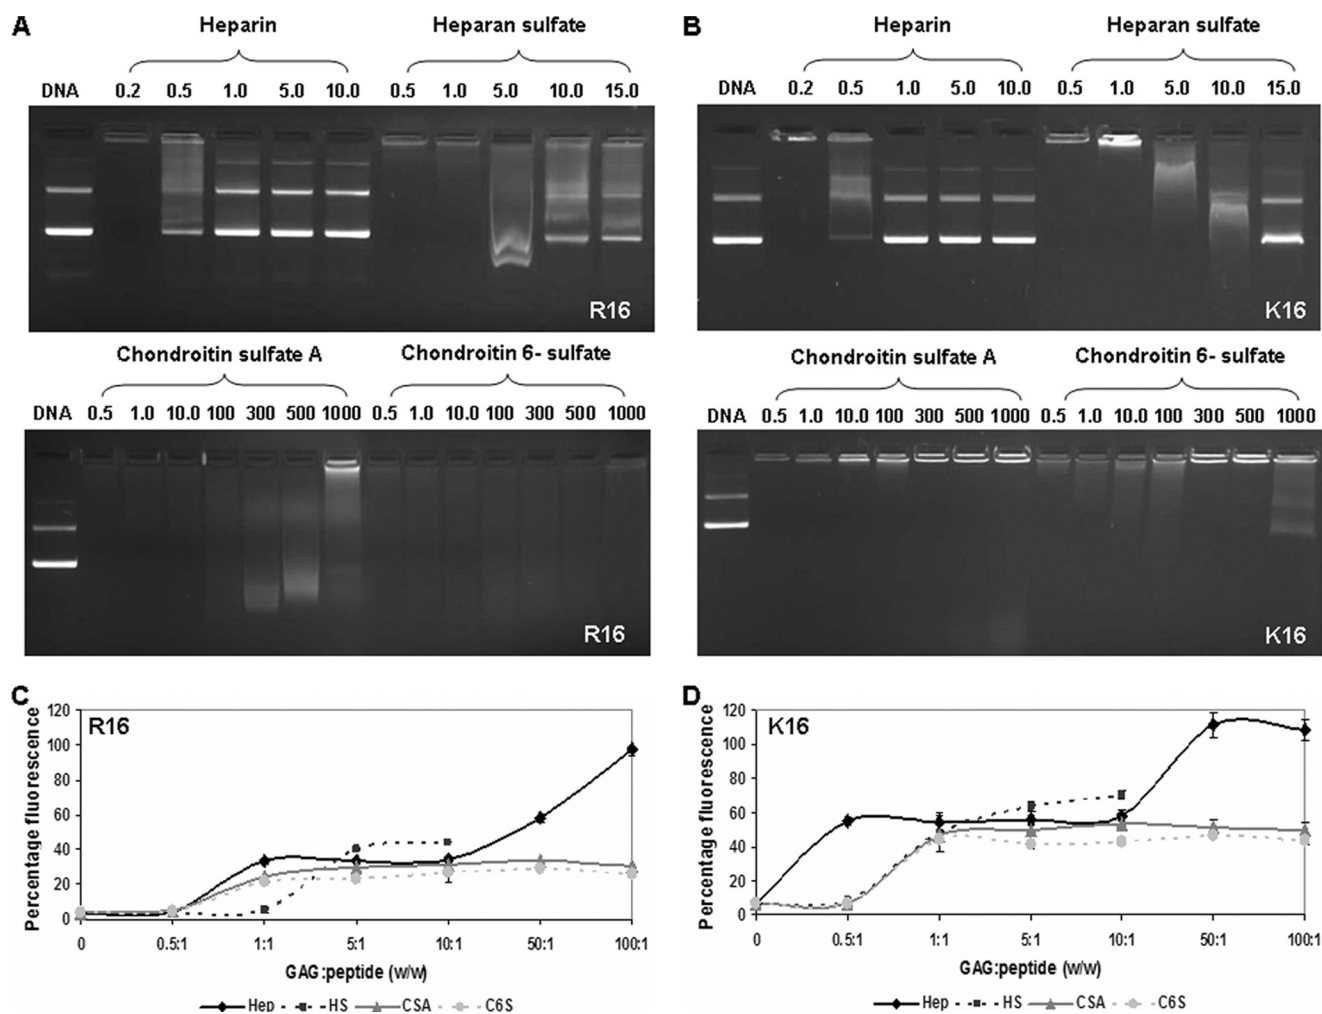 A
Heparin
Heparan sulfate
DNA 0.2 0.5 1.0 5.0 10.0 0.5 1.0 5.0 10.0 15.0
R16
Chondroitin sulfate A
Chondroitin 6- sulfate
DNA 0.5 1.0 10.0 100 300 500 1000 0.5 1.0 10.0 100 300 500 1000
R16
B
Heparin
Heparan sulfate
DNA 0.2 0.5 1.0 5.0 10.0 0.5 1.0 5.0 10.0 15.0
K16
Chondroitin sulfate A
Chondroitin 6- sulfate
DNA 0.5 1.0 10.0 100 300 500 1000 0.5 1.0 10.0 100 300 500 1000
K16
C
R16
Percentage fluorescence
120
100
80
60
40
20
0
0 0.5:1 1:1 5:1 10:1 50:1 100:1
GAG:peptide (w/w)
Hep HS CSA C6S
D
K16
Percentage fluorescence
120
100
80
60
40
20
0
0 0.5:1 1:1 5:1 10:1 50:1 100:1
GAG:peptide (w/w)
Hep HS CSA C6S